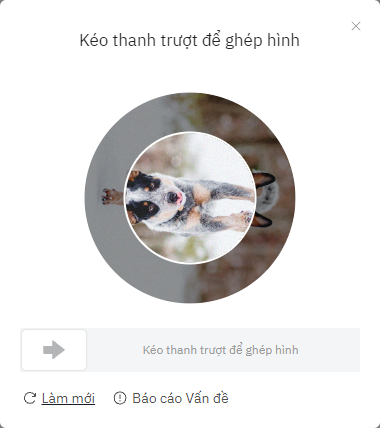 Kéo thanh trượt để ghép hình
Kéo thanh trượt để ghép hình
Làm mới
Báo cáo Vấn đề